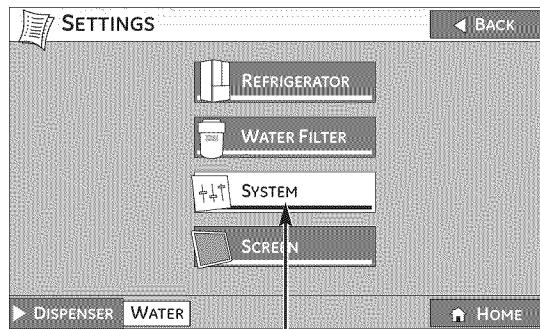 SETTINGS
BACK
REFRIGERATOR
WATER FILTER
SYSTEM
SCREEN
DISPENSER WATER
HOME